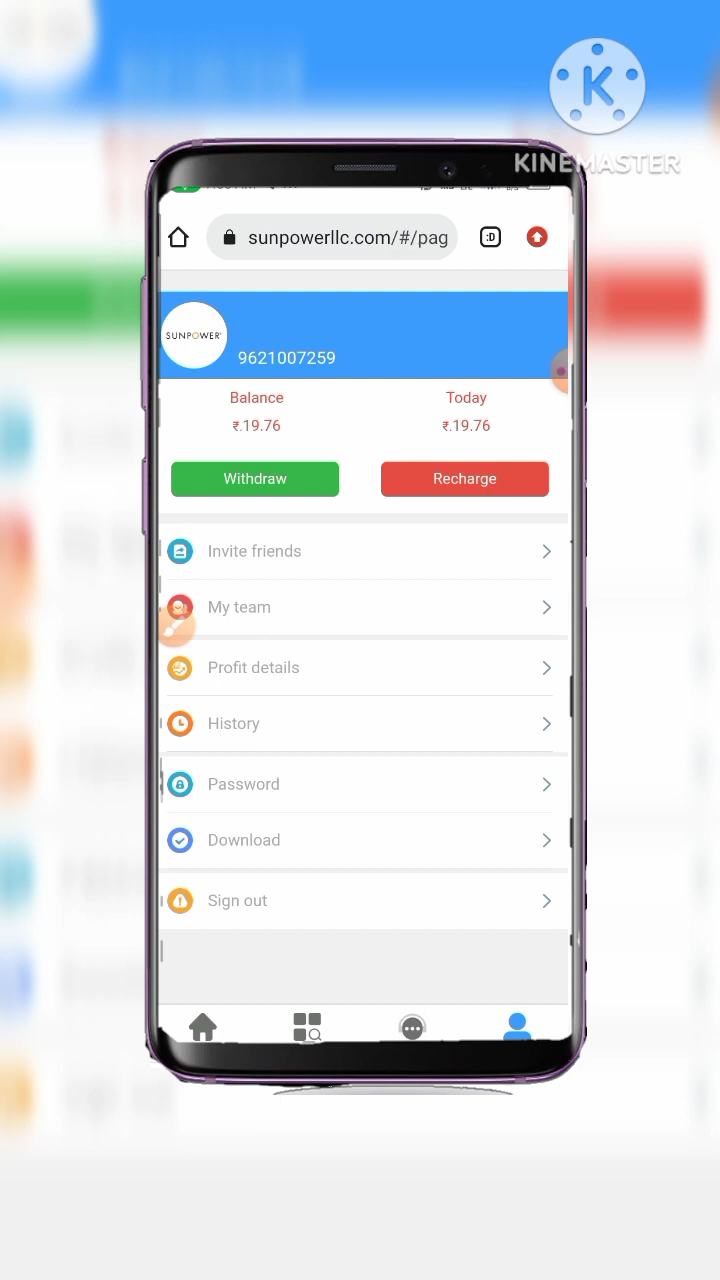 KINEMASTER
sunpowerllc.com/#/pag
:D
SUNPOWER
9621007259
Balance
Today
₹.19.76
₹.19.76
Withdraw
Recharge
Invite friends
My team
Profit details
History
Password
Download
Sign out